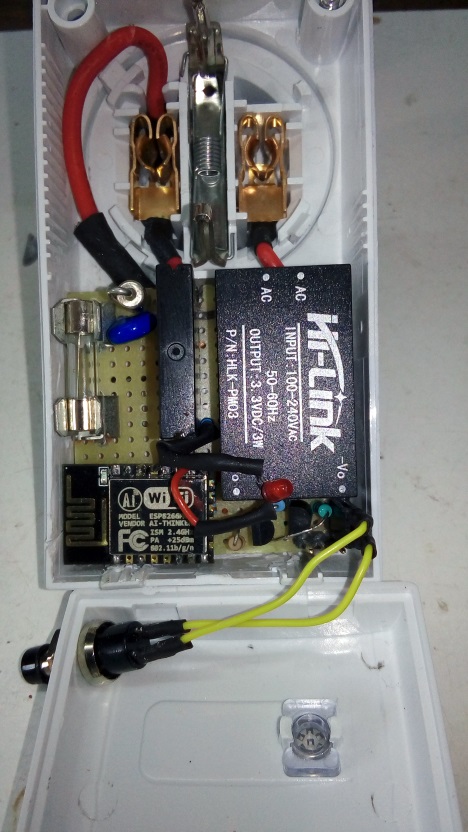 Hi-Link
INPUT: 100-240VAC
50-60Hz
OUTPUT: 3.3VDC/3W
P/N:HLK-PM03
AC
AC
-Vo
AI
WiFi
MODEL
VENDOR
ESP8266
AI-THINKER
ISM 2.4GHz
PA +25dBm
802.11b/g/n
FC